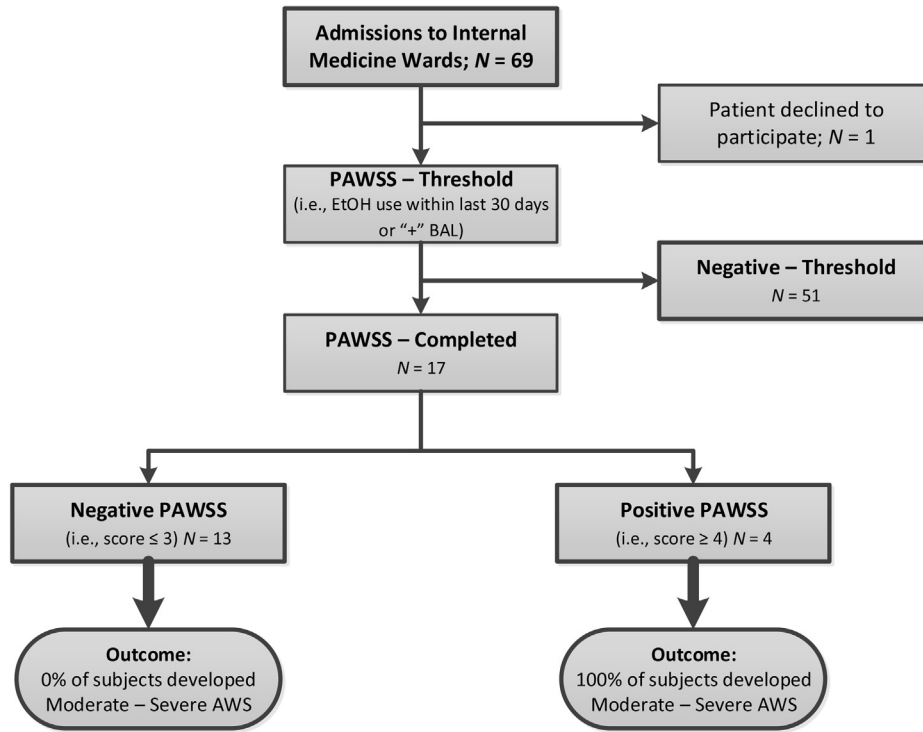 Admissions to Internal
Medicine Wards; N = 69
Patient declined to
participate; N = 1
PAWSS – Threshold
(i.e., EtOH use within last 30 days
or “+” BAL)
Negative – Threshold
N = 51
PAWSS – Completed
N = 17
Negative PAWSS
(i.e., score ≤ 3) N = 13
Positive PAWSS
(i.e., score ≥ 4) N = 4
Outcome:
0% of subjects developed
Moderate – Severe AWS
Outcome:
100% of subjects developed
Moderate – Severe AWS